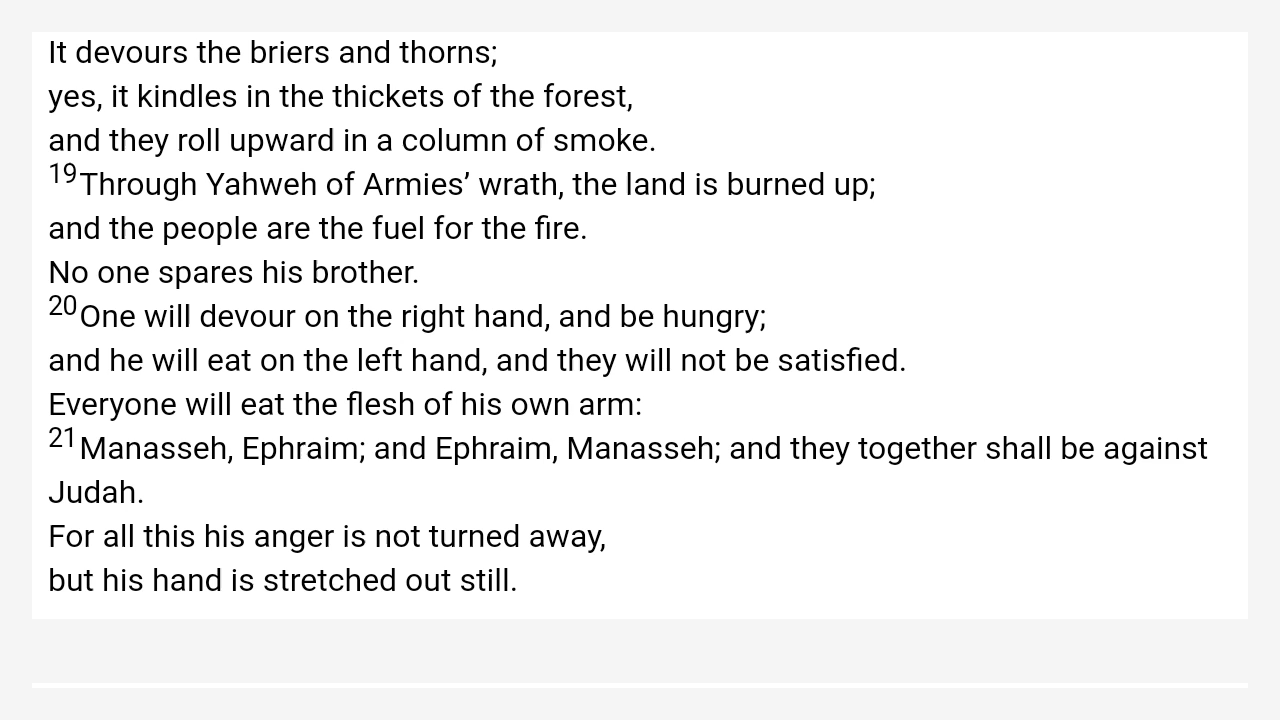 It devours the briers and thorns;
yes, it kindles in the thickets of the forest,
and they roll upward in a column of smoke.
19Through Yahweh of Armies’ wrath, the land is burned up;
and the people are the fuel for the fire.
No one spares his brother.
20One will devour on the right hand, and be hungry;
and he will eat on the left hand, and they will not be satisfied.
Everyone will eat the flesh of his own arm:
21Manasseh, Ephraim; and Ephraim, Manasseh; and they together shall be against
Judah.
For all this his anger is not turned away,
but his hand is stretched out still.